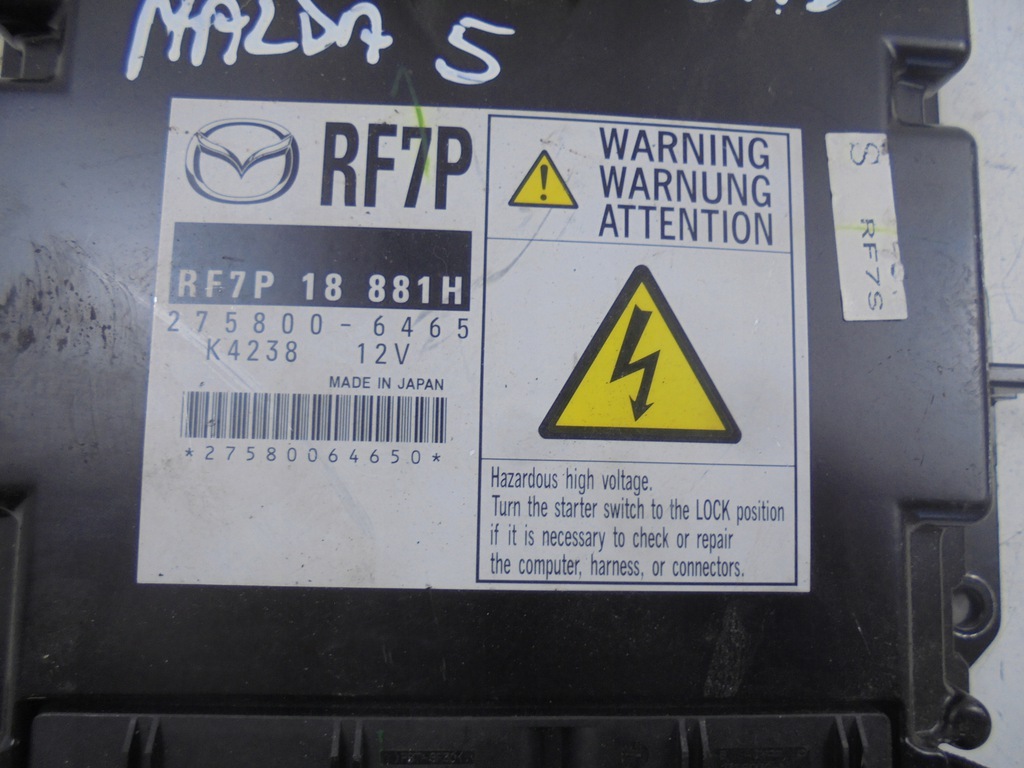 MAZDA 5
RF7P
RF7P 18 881H
275800-6465
K4238 12V
MADE IN JAPAN
*27580064650*
WARNING
WARNUNG
ATTENTION
Hazardous high voltage.
Turn the starter switch to the LOCK position
if it is necessary to check or repair
the computer, harness, or connectors.
S RF7S